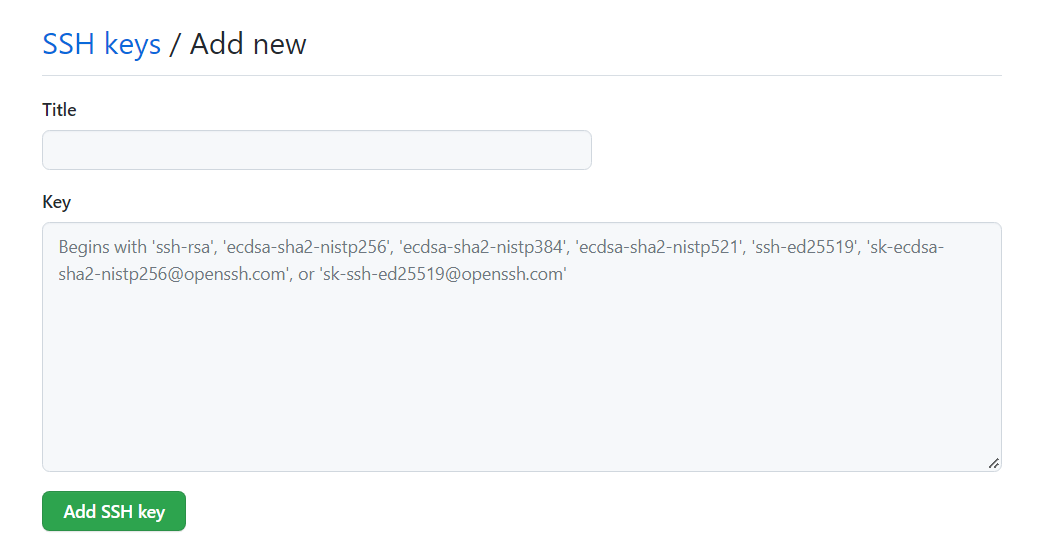 SSH keys / Add new
Title
Key
Begins with 'ssh-rsa', 'ecdsa-sha2-nistp256', 'ecdsa-sha2-nistp384', 'ecdsa-sha2-nistp521', 'ssh-ed25519', 'sk-ecdsa-
sha2-nistp256@openssh.com', or 'sk-ssh-ed25519@openssh.com'
Add SSH key